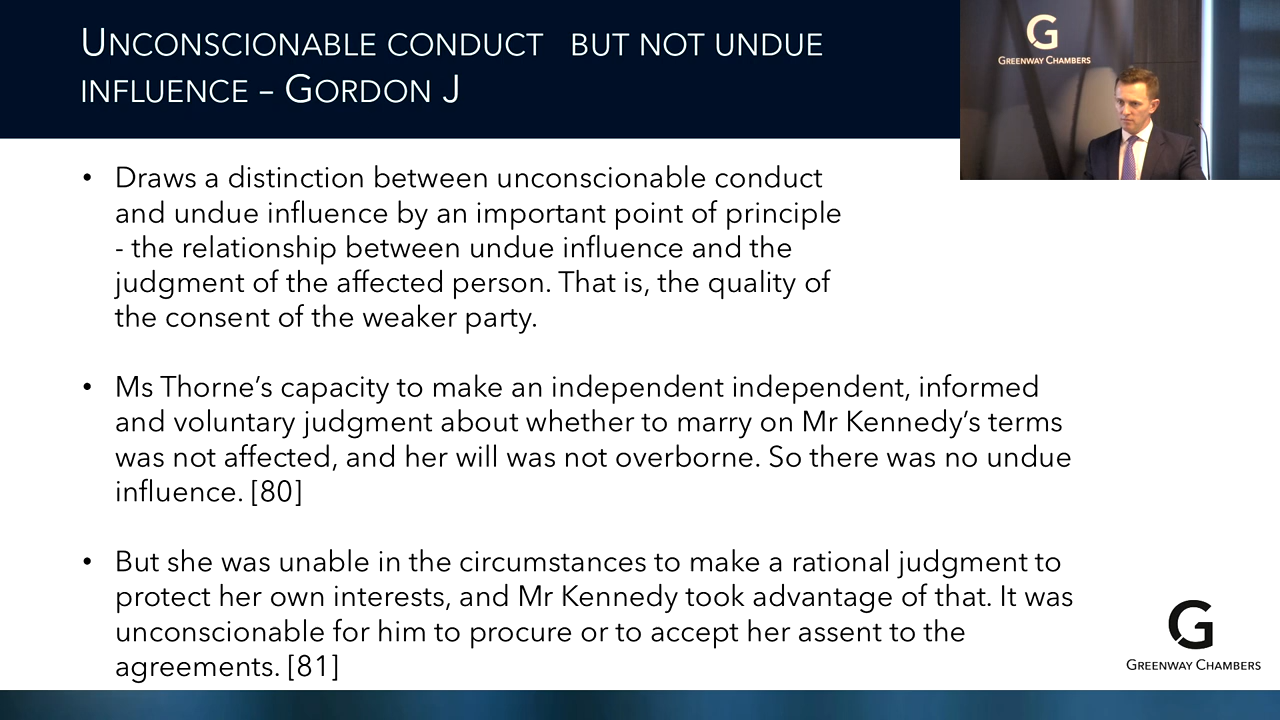 UNCONSCIONABLE CONDUCT BUT NOT UNDUE
INFLUENCE – GORDON J
G
GREENWAY CHAMBERS
• Draws a distinction between unconscionable conduct
and undue influence by an important point of principle
- the relationship between undue influence and the
judgment of the affected person. That is, the quality of
the consent of the weaker party.
• Ms Thorne’s capacity to make an independent independent, informed
and voluntary judgment about whether to marry on Mr Kennedy’s terms
was not affected, and her will was not overborne. So there was no undue
influence. [80]
• But she was unable in the circumstances to make a rational judgment to
protect her own interests, and Mr Kennedy took advantage of that. It was
unconscionable for him to procure or to accept her assent to the
agreements. [81]
G
GREENWAY CHAMBERS